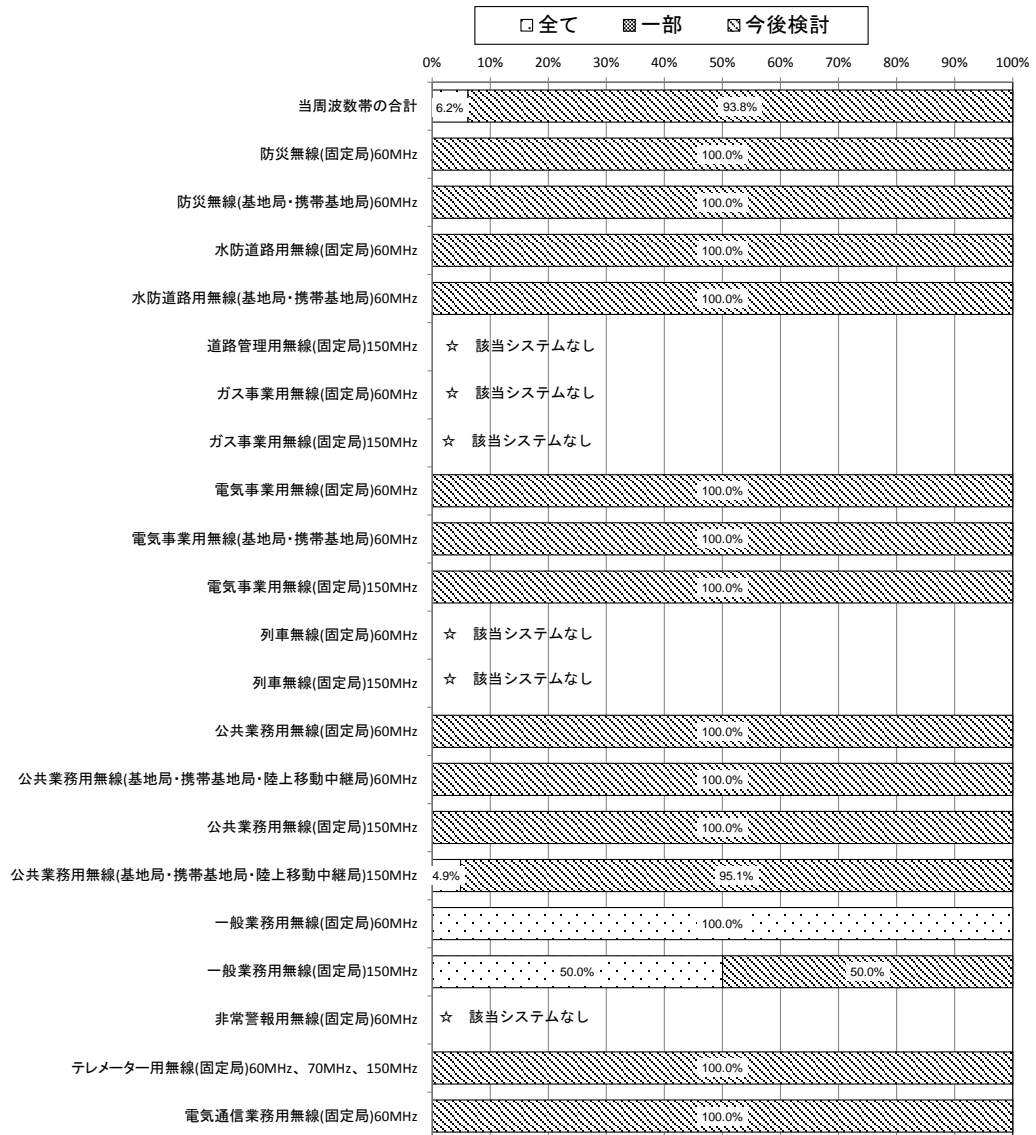 全て 一部 今後検討
0% 10% 20% 30% 40% 50% 60% 70% 80% 90% 100%
当周波数帯の合計 6.2% 93.8%
防災無線(固定局)60MHz 100.0%
防災無線(基地局・携帯基地局)60MHz 100.0%
水防道路用無線(固定局)60MHz 100.0%
水防道路用無線(基地局・携帯基地局)60MHz 100.0%
道路管理用無線(固定局)150MHz ☆ 該当システムなし
ガス事業用無線(固定局)60MHz ☆ 該当システムなし
ガス事業用無線(固定局)150MHz ☆ 該当システムなし
電気事業用無線(固定局)60MHz 100.0%
電気事業用無線(基地局・携帯基地局)60MHz 100.0%
電気事業用無線(固定局)150MHz 100.0%
列車無線(固定局)60MHz ☆ 該当システムなし
列車無線(固定局)150MHz ☆ 該当システムなし
公共業務用無線(固定局)60MHz 100.0%
公共業務用無線(基地局・携帯基地局・陸上移動中継局)60MHz 100.0%
公共業務用無線(固定局)150MHz 100.0%
公共業務用無線(基地局・携帯基地局・陸上移動中継局)150MHz 4.9% 95.1%
一般業務用無線(固定局)60MHz 100.0%
一般業務用無線(固定局)150MHz 50.0% 50.0%
非常警報用無線(固定局)60MHz ☆ 該当システムなし
テレメーター用無線(固定局)60MHz、70MHz、150MHz 100.0%
電気通信業務用無線(固定局)60MHz 100.0%